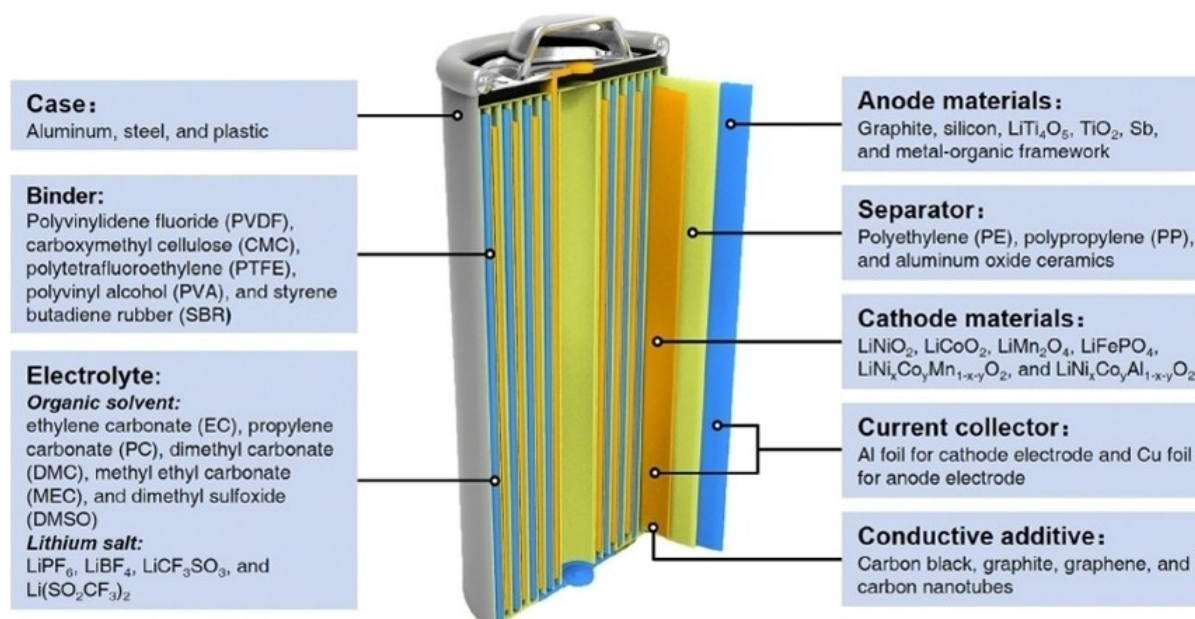 Case：
Aluminum, steel, and plastic
Binder:
Polyvinylidene fluoride (PVDF),
carboxymethyl cellulose (CMC),
polytetrafluoroethylene (PTFE),
polyvinyl alcohol (PVA), and styrene
butadiene rubber (SBR)
Electrolyte:
Organic solvent:
ethylene carbonate (EC), propylene
carbonate (PC), dimethyl carbonate
(DMC), methyl ethyl carbonate
(MEC), and dimethyl sulfoxide
(DMSO)
Lithium salt:
LiPF₆, LiBF₄, LiCF₃SO₃, and
Li(SO₂CF₃)₂
Anode materials：
Graphite, silicon, LiTi₄O₅, TiO₂, Sb,
and metal-organic framework
Separator：
Polyethylene (PE), polypropylene (PP),
and aluminum oxide ceramics
Cathode materials：
LiNiO₂, LiCoO₂, LiMn₂O₄, LiFePO₄,
LiNiₓCoᵧMn₁₋ₓ₋ᵧO₂, and LiNiₓCoᵧAl₁₋ₓ₋ᵧO₂
Current collector：
Al foil for cathode electrode and Cu foil
for anode electrode
Conductive additive：
Carbon black, graphite, graphene, and
carbon nanotubes